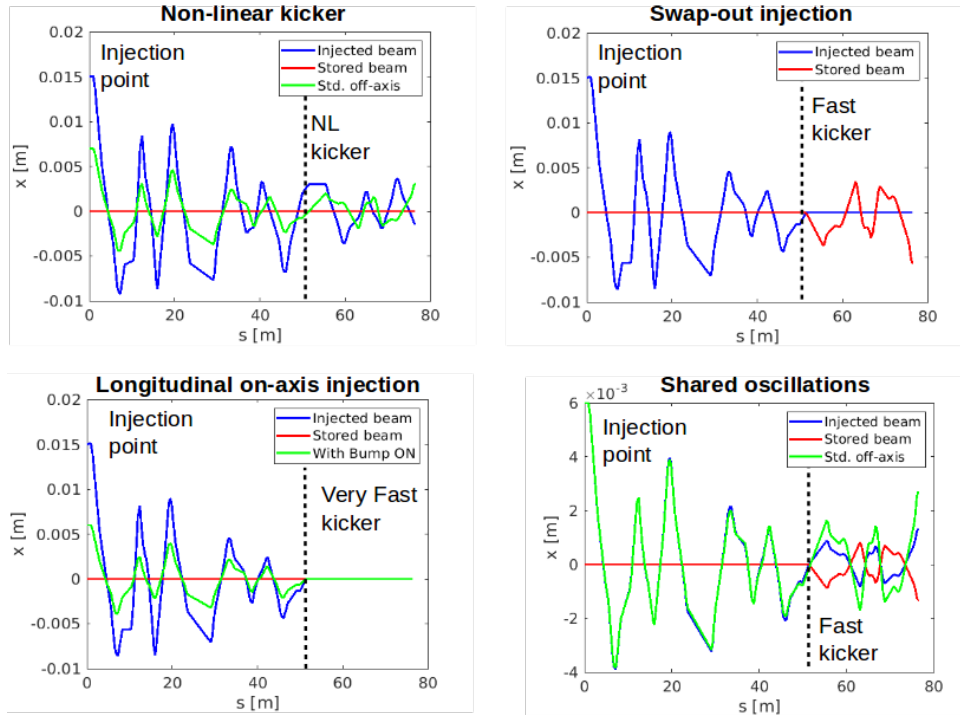 Non-linear kicker
0.02
0.015
0.01
0.005
0
-0.005
-0.01
x [m]
Injection
point
Injected beam
Stored beam
Std. off-axis
NL
kicker
0
20
40
60
80
s [m]
Swap-out injection
0.02
0.015
0.01
0.005
0
-0.005
-0.01
x [m]
Injection
point
Injected beam
Stored beam
Fast
kicker
0
20
40
60
80
s [m]
Longitudinal on-axis injection
0.02
0.015
0.01
0.005
0
-0.005
-0.01
x [m]
Injection
point
Injected beam
Stored beam
With Bump ON
Very Fast
kicker
0
20
40
60
80
s [m]
Shared oscillations
×10⁻³
6
4
2
0
-2
-4
x [m]
Injection
point
Injected beam
Stored beam
Std. off-axis
Fast
kicker
0
20
40
60
80
s [m]